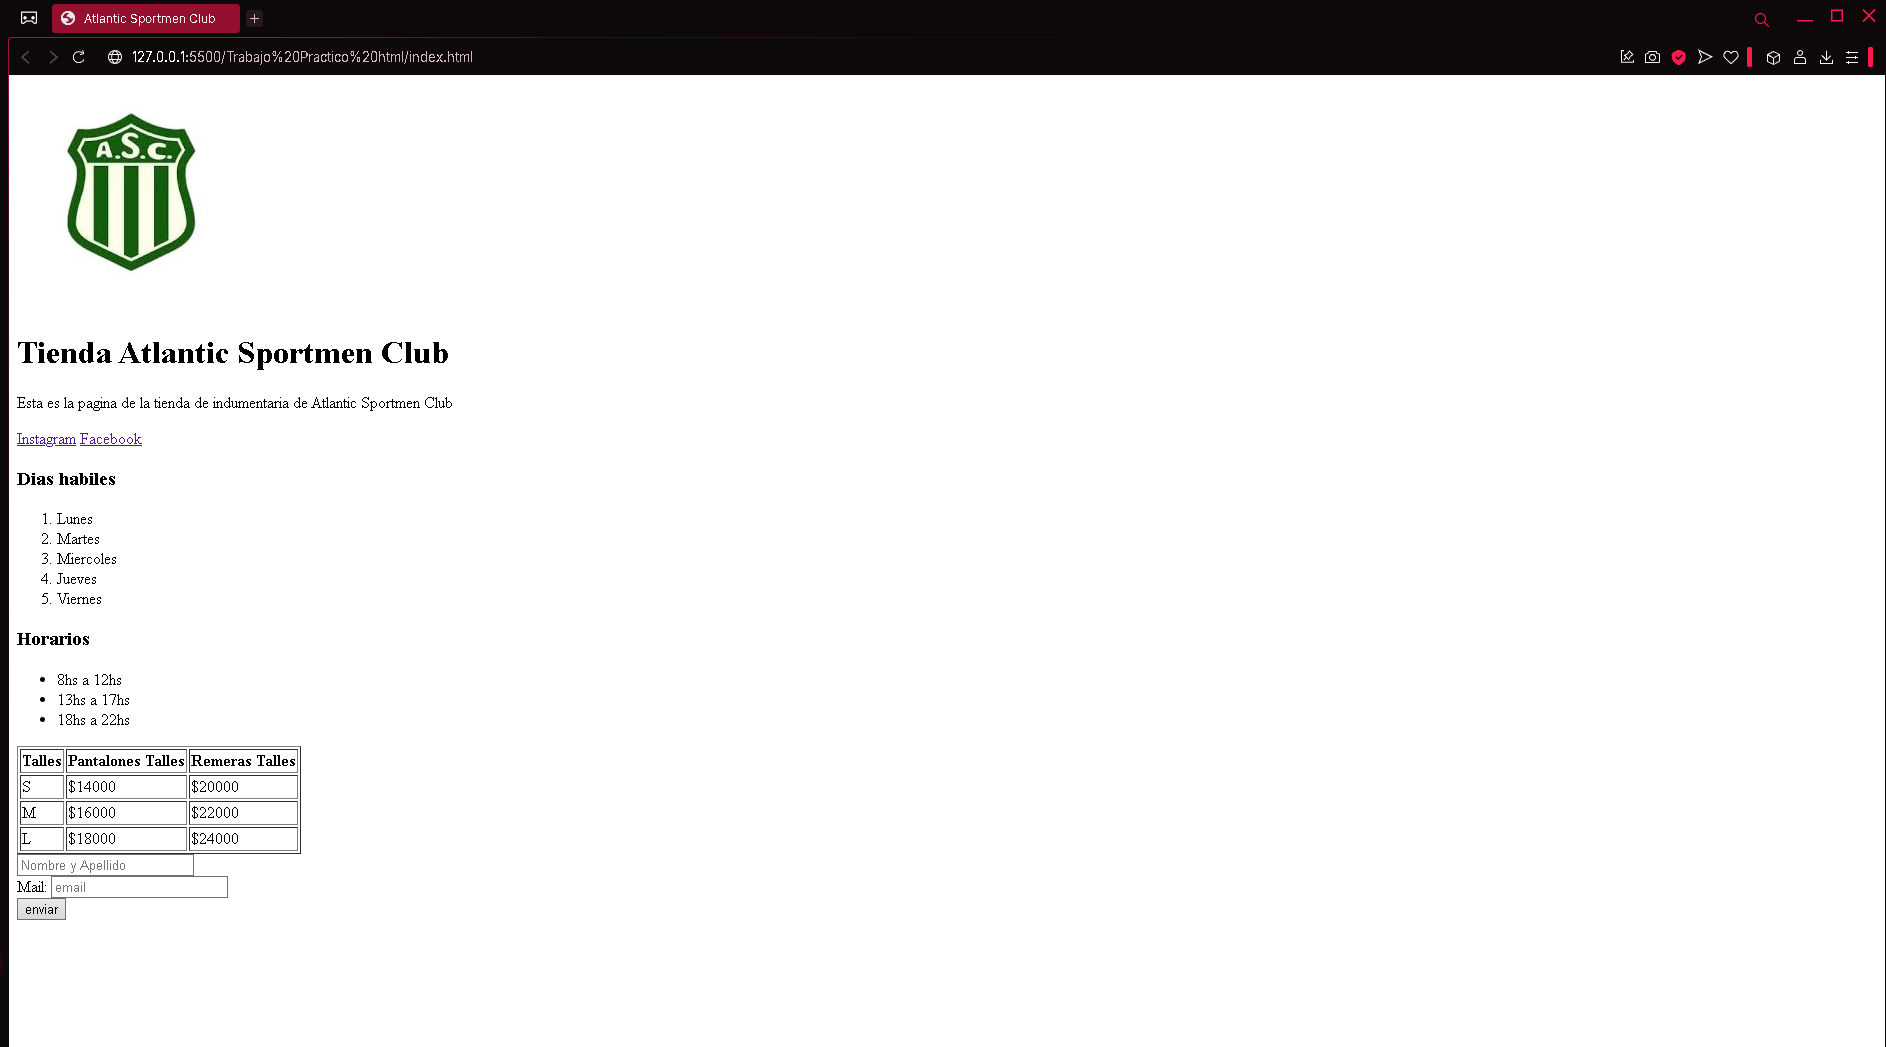 Atlantic Sportmen Club
127.0.0.1:5500/Trabajo%20Practico%20html/index.html
A.S.C.
Tienda Atlantic Sportmen Club
Esta es la pagina de la tienda de indumentaria de Atlantic Sportmen Club
Instagram Facebook
Dias habiles
1. Lunes
2. Martes
3. Miercoles
4. Jueves
5. Viernes
Horarios
• 8hs a 12hs
• 13hs a 17hs
• 18hs a 22hs
Talles Pantalones Talles Remeras Talles
S $14000 $20000
M $16000 $22000
L $18000 $24000
Nombre y Apellido
Mail: email
enviar